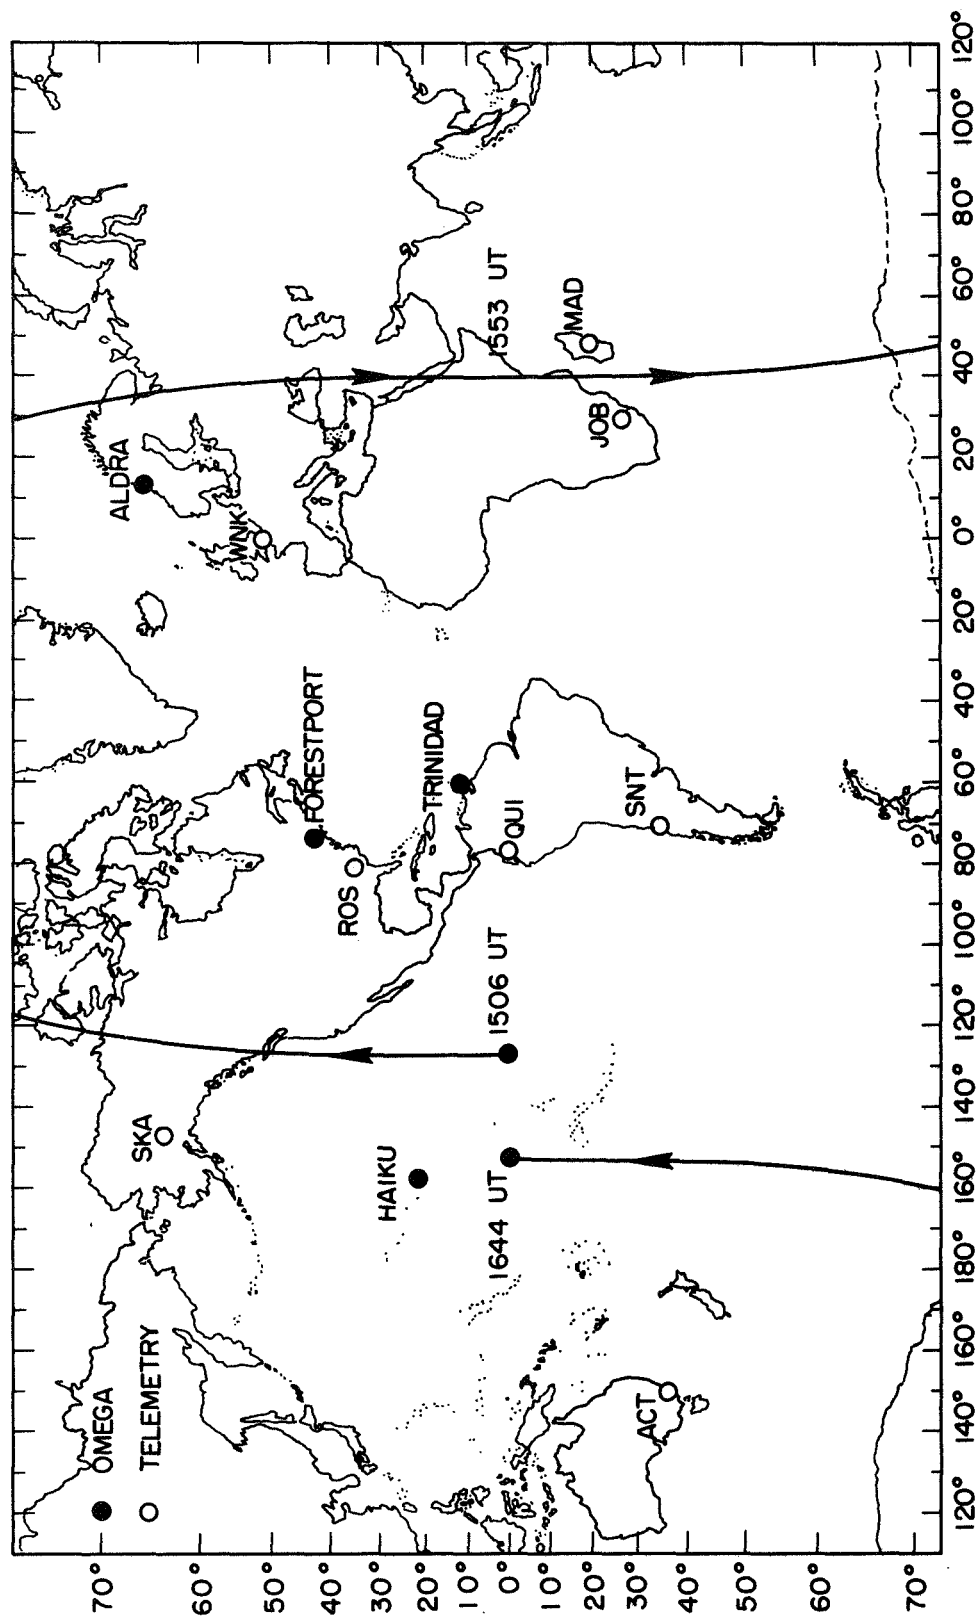 OMEGA
TELEMETRY
SKA
HAIKU
1644 UT
1506 UT
ACT
ROS
FORESTPORT
TRINIDAD
QUI
SNT
ALDRA
WNK
1553 UT
MAD
JOB
70°
60°
50°
40°
30°
20°
10°
0°
10°
20°
30°
40°
50°
60°
70°
120°
140°
160°
180°
160°
140°
120°
100°
80°
60°
40°
20°
0°
20°
40°
60°
80°
100°
120°